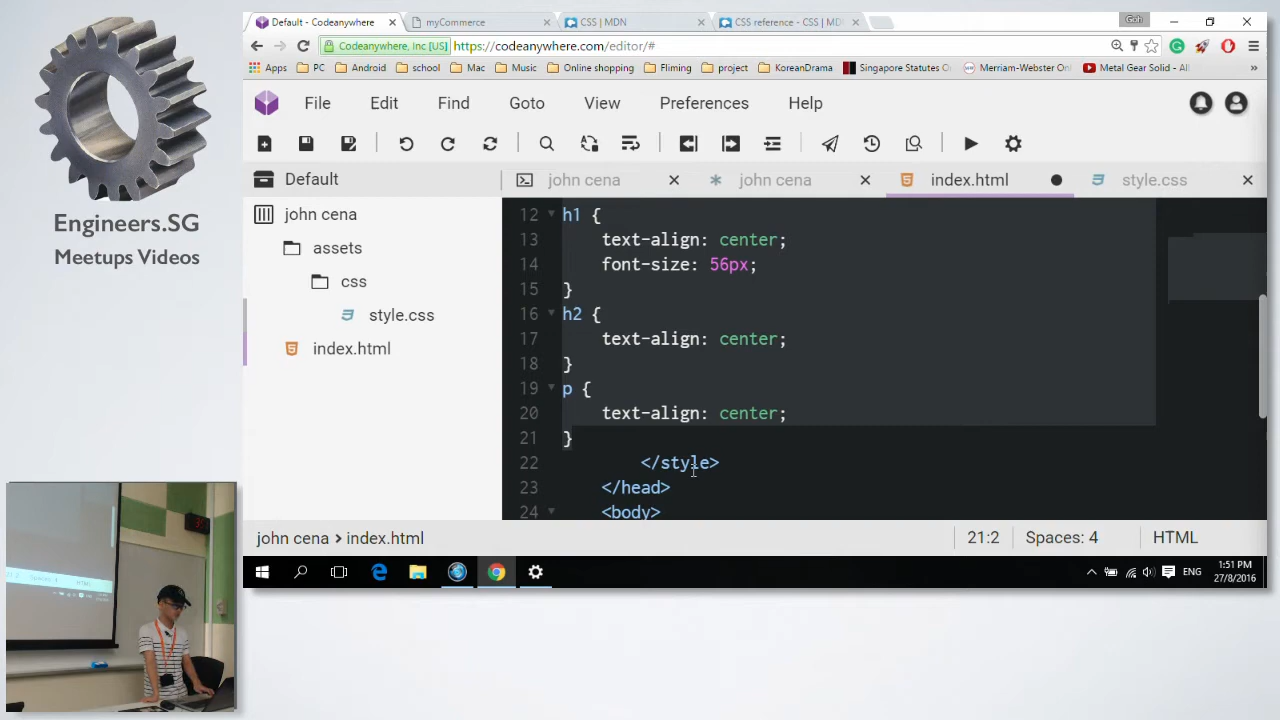 Engineers.SG
Meetups Videos
Default - Codeanywhere
myCommerce
CSS | MDN
CSS reference - CSS | MD
Goh
Codeanywhere, Inc [US]
https://codeanywhere.com/editor/#
Apps
PC
Android
school
Mac
Music
Online shopping
Fliming
project
KoreanDrama
Singapore Statutes O
Merriam-Webster Onl
Metal Gear Solid - Al
»
File
Edit
Find
Goto
View
Preferences
Help
Default
john cena
john cena
index.html
style.css
john cena
assets
css
style.css
index.html
12 h1 {
13 text-align: center;
14 font-size: 56px;
15 }
16 h2 {
17 text-align: center;
18 }
19 p {
20 text-align: center;
21 }
22 </style>
23 </head>
24 <body>
john cena > index.html
21:2
Spaces: 4
HTML
ENG
1:51 PM
27/8/2016